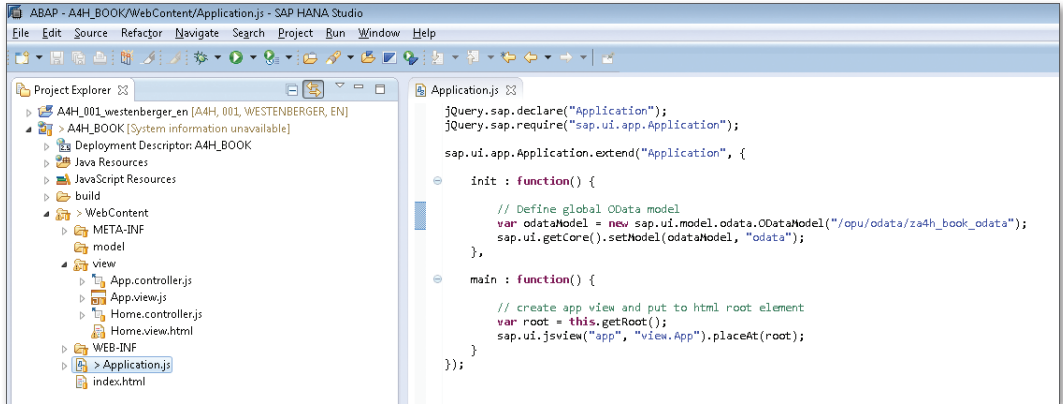 ABAP - A4H_BOOK/WebContent/Application.js - SAP HANA Studio
File Edit Source Refactor Navigate Search Project Run Window Help
Project Explorer
A4H_001_westenberger_en [A4H, 001, WESTENBERGER, EN]
> A4H_BOOK [System information unavailable]
Deployment Descriptor: A4H_BOOK
Java Resources
JavaScript Resources
build
> WebContent
META-INF
model
view
App.controller.js
App.view.js
Home.controller.js
Home.view.html
WEB-INF
> Application.js
index.html
Application.js
jQuery.sap.declare("Application");
jQuery.sap.require("sap.ui.app.Application");
sap.ui.app.Application.extend("Application", {
init : function() {
// Define global OData model
var odataModel = new sap.ui.model.odata.ODataModel("/opu/odata/za4h_book_odata");
sap.ui.getCore().setModel(odataModel, "odata");
},
main : function() {
// create app view and put to html root element
var root = this.getRoot();
sap.ui.jsview("app", "view.App").placeAt(root);
}
});